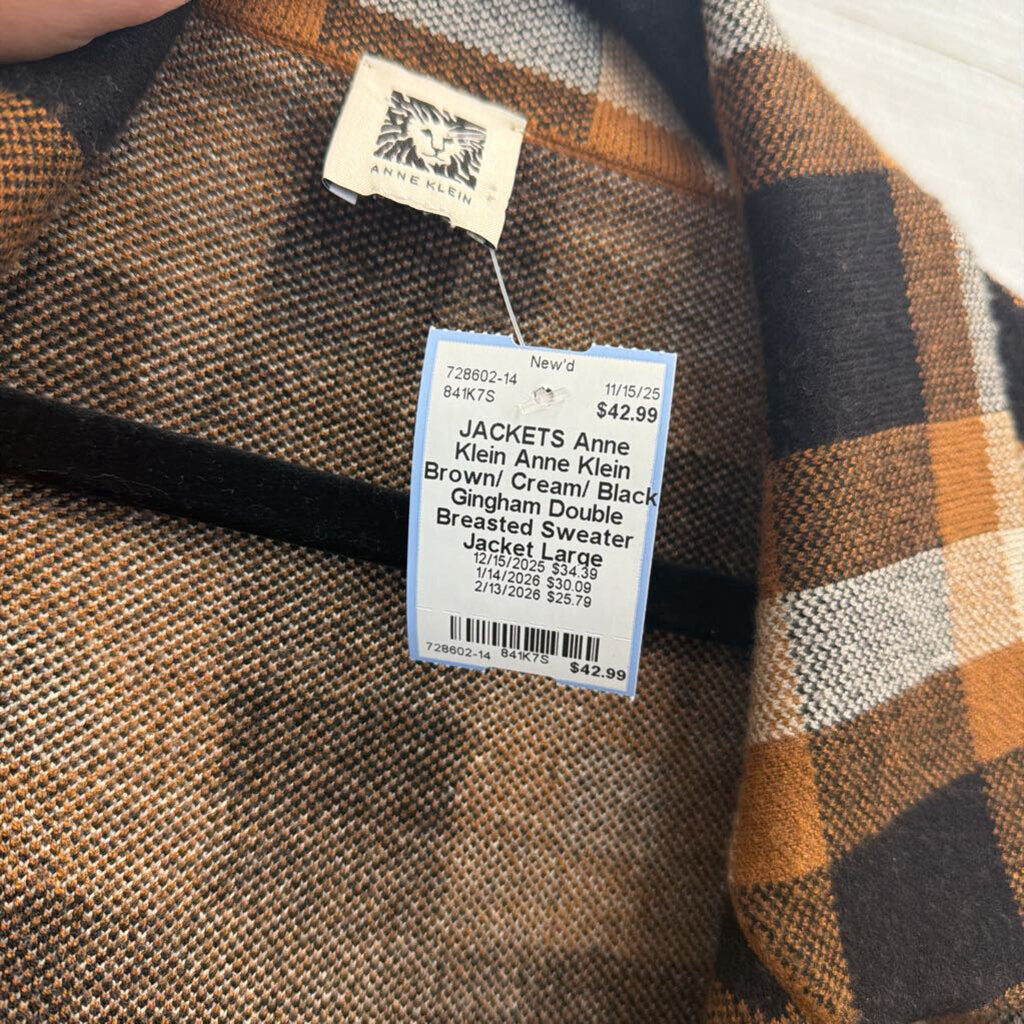 ANNE KLEIN
New'd
728602-14 11/15/25
841K7S $42.99
JACKETS Anne
Klein Anne Klein
Brown/ Cream/ Black
Gingham Double
Breasted Sweater
Jacket Large
12/15/2025 $34.39
1/14/2026 $30.09
2/13/2026 $25.79
728602-14 841K7S $42.99